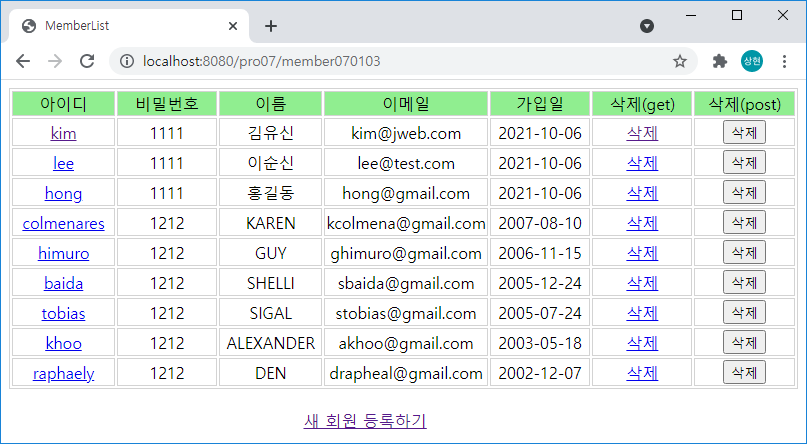 MemberList
localhost:8080/pro07/member070103
상현
아이디 비밀번호 이름 이메일 가입일 삭제(get) 삭제(post)
kim 1111 김유신 kim@jweb.com 2021-10-06 삭제 삭제
lee 1111 이순신 lee@test.com 2021-10-06 삭제 삭제
hong 1111 홍길동 hong@gmail.com 2021-10-06 삭제 삭제
colmenares 1212 KAREN kcolmena@gmail.com 2007-08-10 삭제 삭제
himuro 1212 GUY ghimuro@gmail.com 2006-11-15 삭제 삭제
baida 1212 SHELLI sbaida@gmail.com 2005-12-24 삭제 삭제
tobias 1212 SIGAL stobias@gmail.com 2005-07-24 삭제 삭제
khoo 1212 ALEXANDER akhoo@gmail.com 2003-05-18 삭제 삭제
raphaely 1212 DEN drapheal@gmail.com 2002-12-07 삭제 삭제
새 회원 등록하기